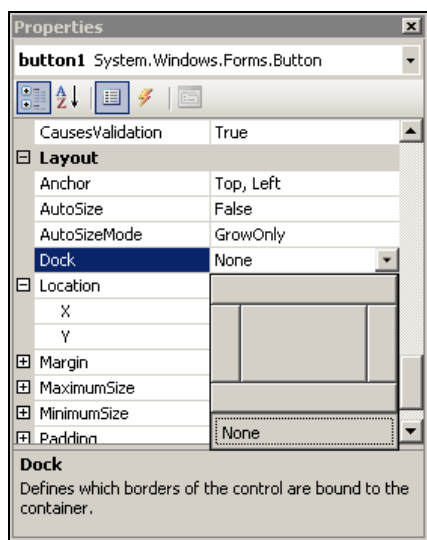 Properties
button1 System.Windows.Forms.Button
CausesValidation True
Layout
Anchor Top, Left
AutoSize False
AutoSizeMode GrowOnly
Dock None
Location
X
Y
Margin
MaximumSize
MinimumSize
None
Padding
Dock
Defines which borders of the control are bound to the
container.